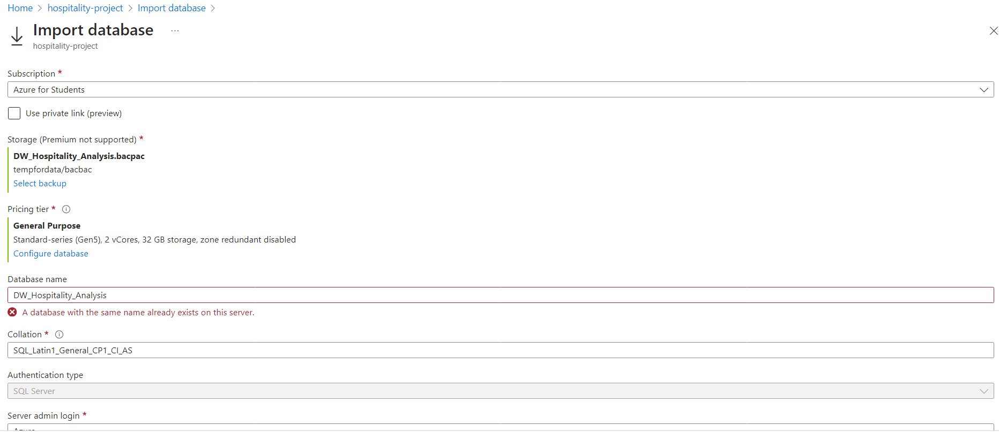 Home > hospitality-project > Import database >
Import database ...
hospitality-project
Subscription *
Azure for Students
Use private link (preview)
Storage (Premium not supported) *
DW_Hospitality_Analysis.bacpac
tempfordata/bacbac
Select backup
Pricing tier *
General Purpose
Standard-series (Gen5), 2 vCores, 32 GB storage, zone redundant disabled
Configure database
Database name
DW_Hospitality_Analysis
A database with the same name already exists on this server.
Collation *
SQL_Latin1_General_CP1_CI_AS
Authentication type
SQL Server
Server admin login *
Azure